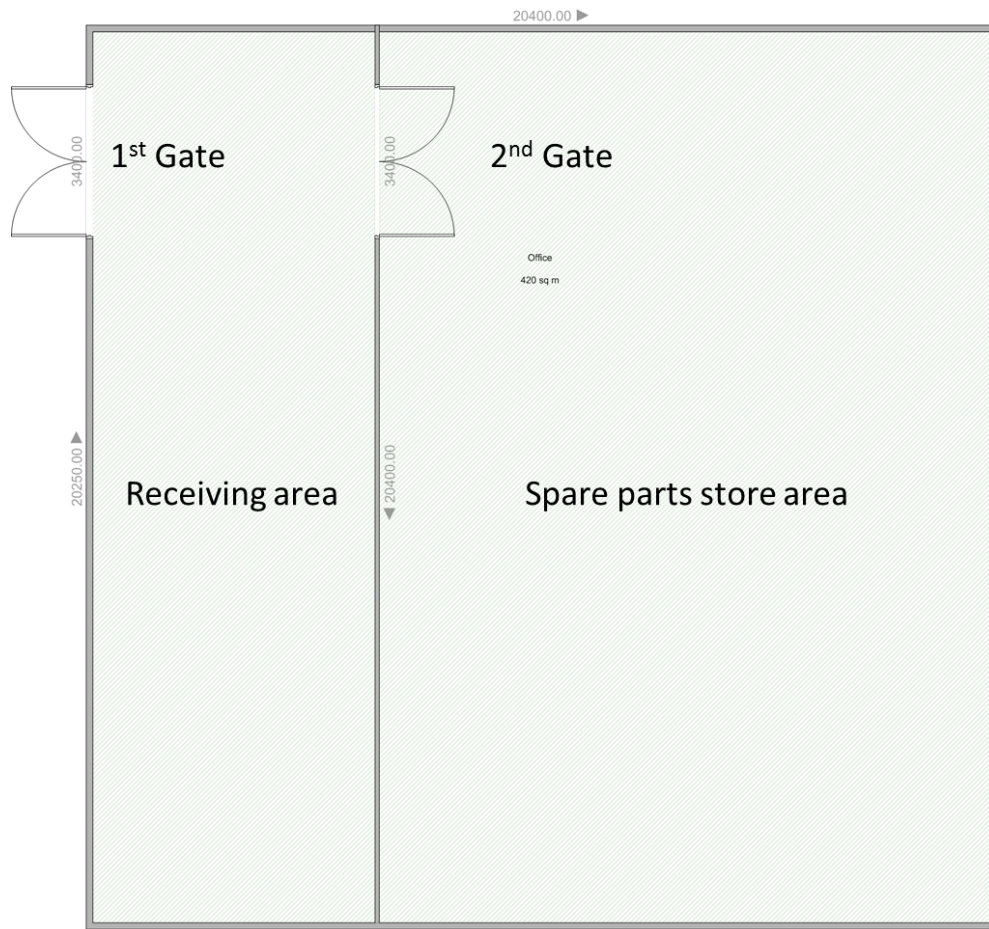 20400.00 ▶
1st Gate
2nd Gate
3400.00
3400.00
Office
420 sq m
20250.00 ▶
◀ 20400.00
Receiving area
Spare parts store area